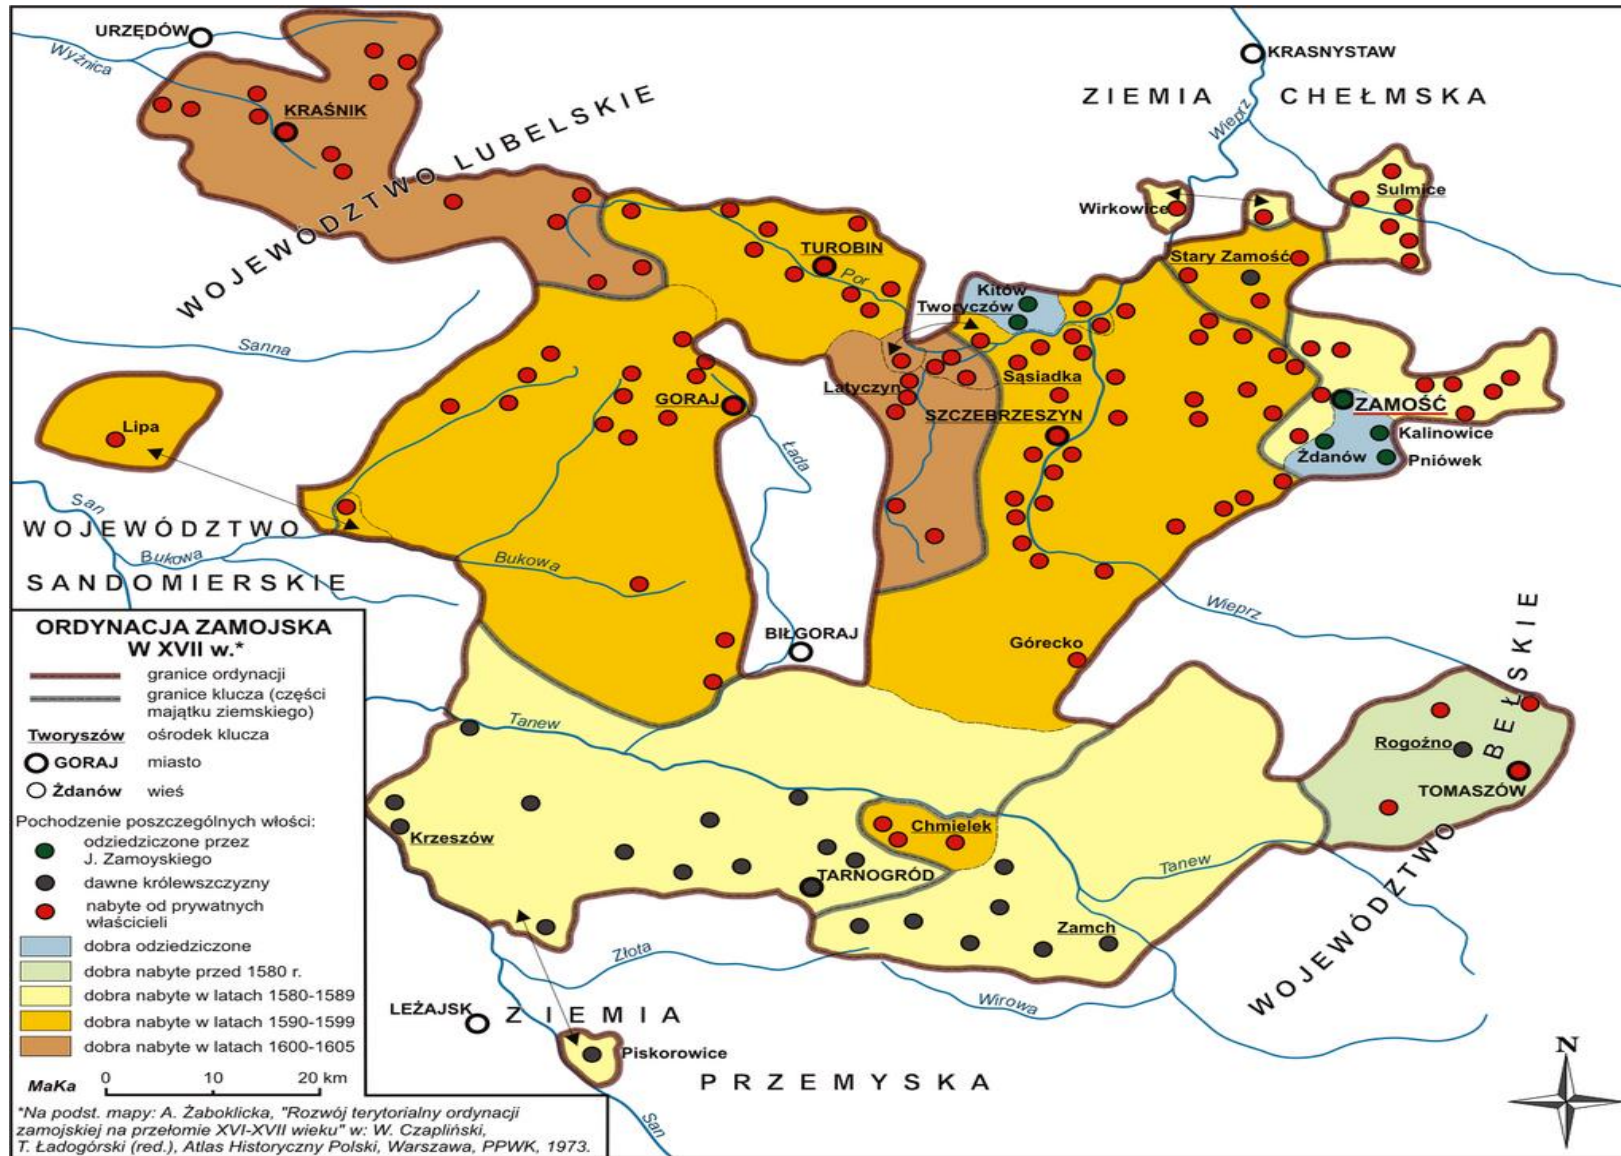 URZĘDÓW
Wyżnica
KRAŚNIK
WOJEWÓDZTWO LUBELSKIE
KRASNYSTAW
ZIEMIA CHEŁMSKA
Wieprz
Sulmice
Wirkowice
Stary Zamość
TUROBIN
Por
Kitów
Tworyczów
Sanna
Latyczyn
Sąsiadka
GORAJ
SZCZEBRZESZYN
ZAMOŚĆ
Kalinowice
Żdanów
Pniówek
Lipa
Łada
San
WOJEWÓDZTWO
SANDOMIERSKIE
Bukowa
Bukowa
Wieprz
BIŁGORAJ
Górecko
Tanew
Rogoźno
TOMASZÓW
WOJEWÓDZTWO BEŁSKIE
Krzeszów
Chmielek
TARNOGRÓD
Tanew
Zamch
Złota
Wirowa
LEŻAJSK
ZIEMIA
PRZEMYSKA
Piskorowice
San
N
ORDYNACJA ZAMOJSKA
W XVII w.*
granice ordynacji
granice klucza (części
majątku ziemskiego)
Tworyszów ośrodek klucza
GORAJ miasto
Żdanów wieś
Pochodzenie poszczególnych włości:
odziedziczone przez
J. Zamoyskiego
dawne królewszczyzny
nabyte od prywatnych
właścicieli
dobra odziedziczone
dobra nabyte przed 1580 r.
dobra nabyte w latach 1580-1589
dobra nabyte w latach 1590-1599
dobra nabyte w latach 1600-1605
MaKa 0 10 20 km
*Na podst. mapy: A. Żaboklicka, "Rozwój terytorialny ordynacji
zamojskiej na przełomie XVI-XVII wieku" w: W. Czapliński,
T. Ładogórski (red.), Atlas Historyczny Polski, Warszawa, PPWK, 1973.